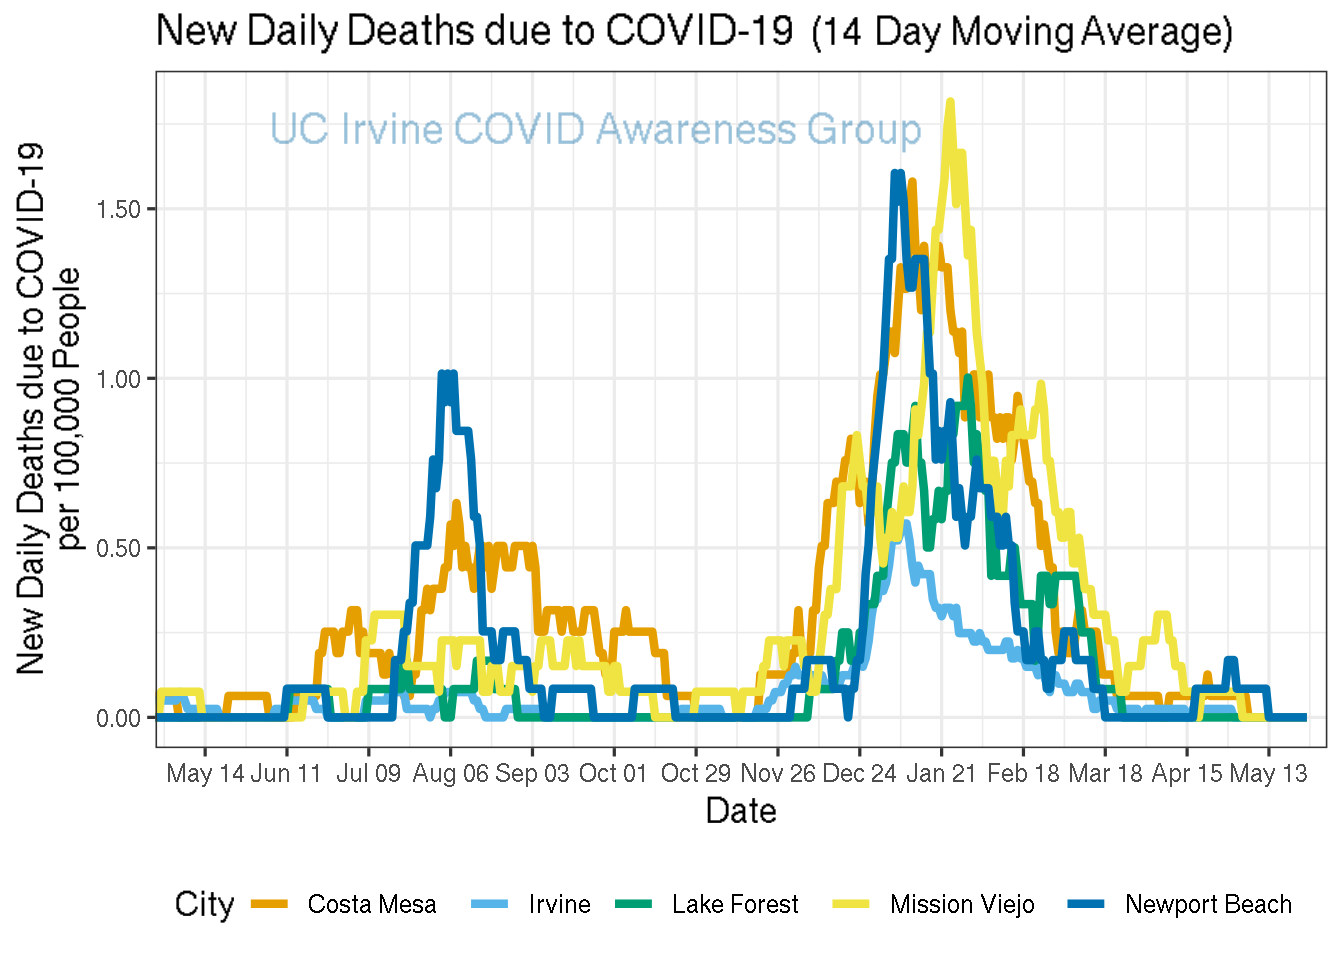 New Daily Deaths due to COVID-19 (14 Day Moving Average)
UC Irvine COVID Awareness Group
New Daily Deaths due to COVID-19
per 100,000 People
1.50
1.00
0.50
0.00
May 14 Jun 11 Jul 09 Aug 06 Sep 03 Oct 01 Oct 29 Nov 26 Dec 24 Jan 21 Feb 18 Mar 18 Apr 15 May 13
Date
City Costa Mesa Irvine Lake Forest Mission Viejo Newport Beach